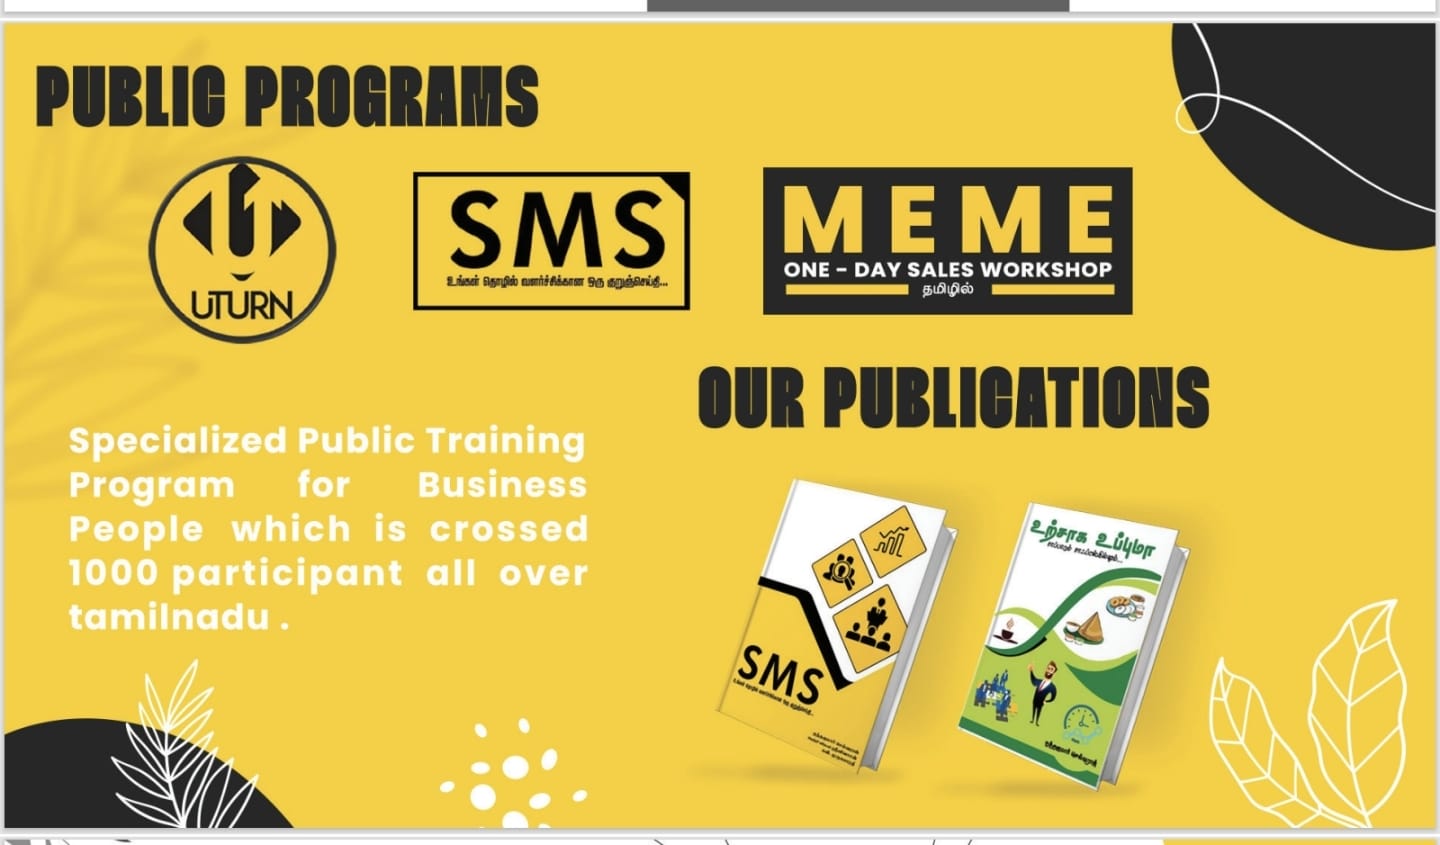 PUBLIC PROGRAMS
UTURN
SMS
உங்கள் தொழில் வளர்ச்சிக்கான ஒரு குறுஞ்செய்தி...
MEME
ONE - DAY SALES WORKSHOP
தமிழில்
OUR PUBLICATIONS
Specialized Public Training
Program for Business
People which is crossed
1000 participant all over
tamilnadu .
SMS
உற்சாக உப்புமா